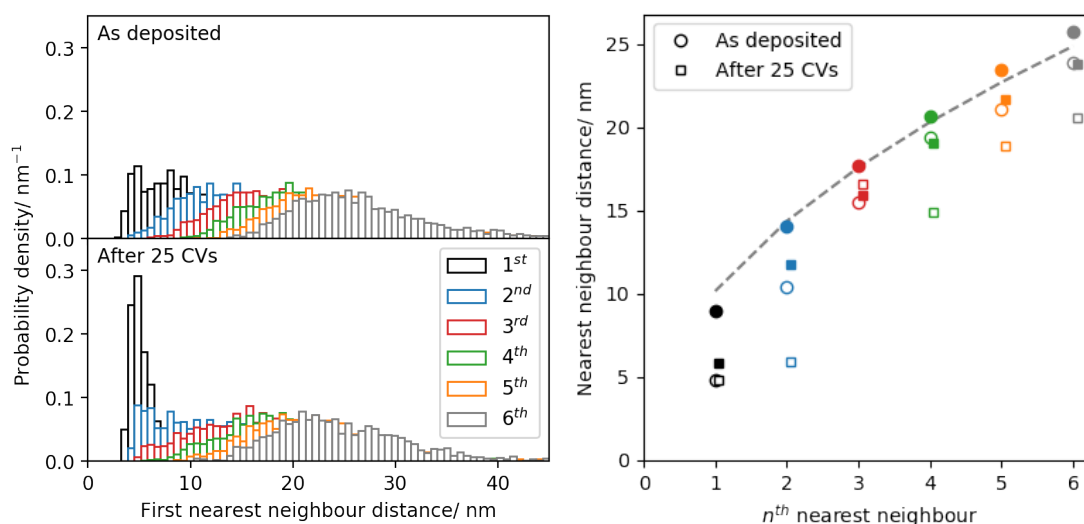 As deposited
0.3
0.2
0.1
0.0
After 25 CVs
0.3
0.2
0.1
0.0
Probability density/ nm⁻¹
1ˢᵗ
2ⁿᵈ
3ʳᵈ
4ᵗʰ
5ᵗʰ
6ᵗʰ
0 10 20 30 40
First nearest neighbour distance/ nm
As deposited
After 25 CVs
25
20
15
10
5
0
Nearest neighbour distance/ nm
0 1 2 3 4 5 6
nᵗʰ nearest neighbour